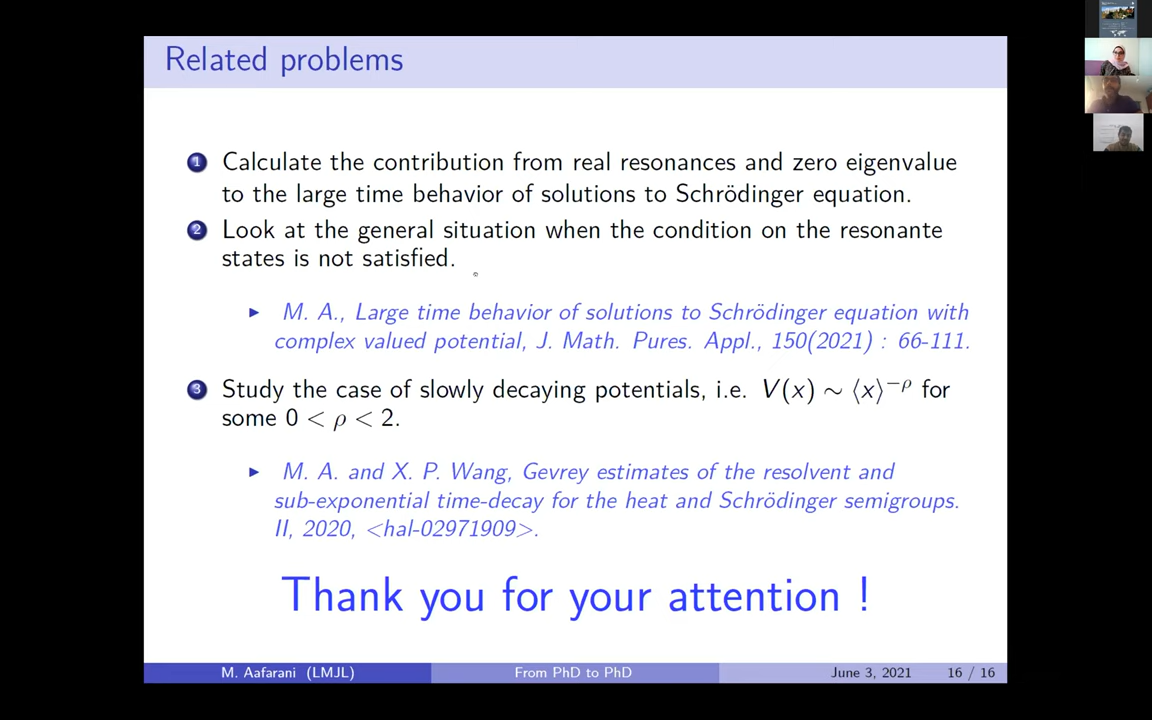 Related problems
1 Calculate the contribution from real resonances and zero eigenvalue
to the large time behavior of solutions to Schrödinger equation.
2 Look at the general situation when the condition on the resonante
states is not satisfied.
▶ M. A., Large time behavior of solutions to Schrödinger equation with
complex valued potential, J. Math. Pures. Appl., 150(2021) : 66-111.
3 Study the case of slowly decaying potentials, i.e. V(x) ∼ ⟨x⟩^{−ρ} for
some 0 < ρ < 2.
▶ M. A. and X. P. Wang, Gevrey estimates of the resolvent and
sub-exponential time-decay for the heat and Schrödinger semigroups.
II, 2020, <hal-02971909>.
Thank you for your attention !
M. Aafarani (LMJL) From PhD to PhD June 3, 2021 16 / 16